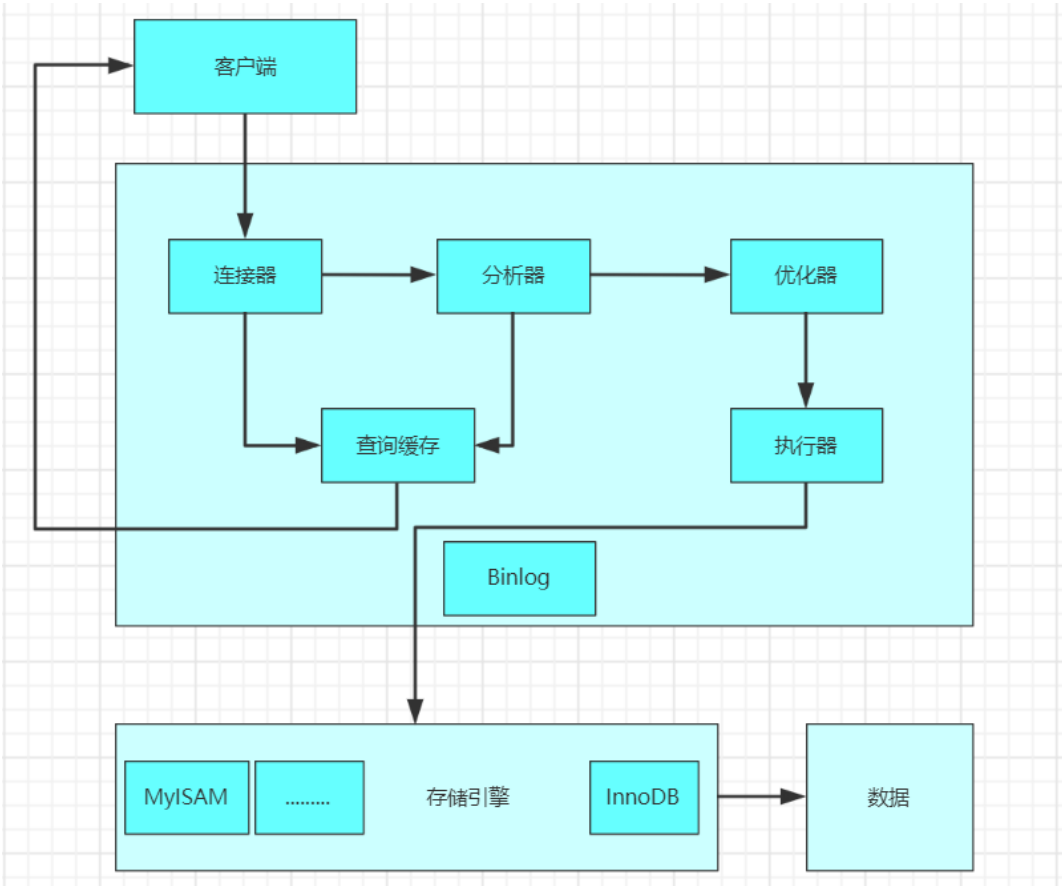 客户端
连接器
分析器
优化器
查询缓存
执行器
Binlog
MyISAM
.........
存储引擎
InnoDB
数据